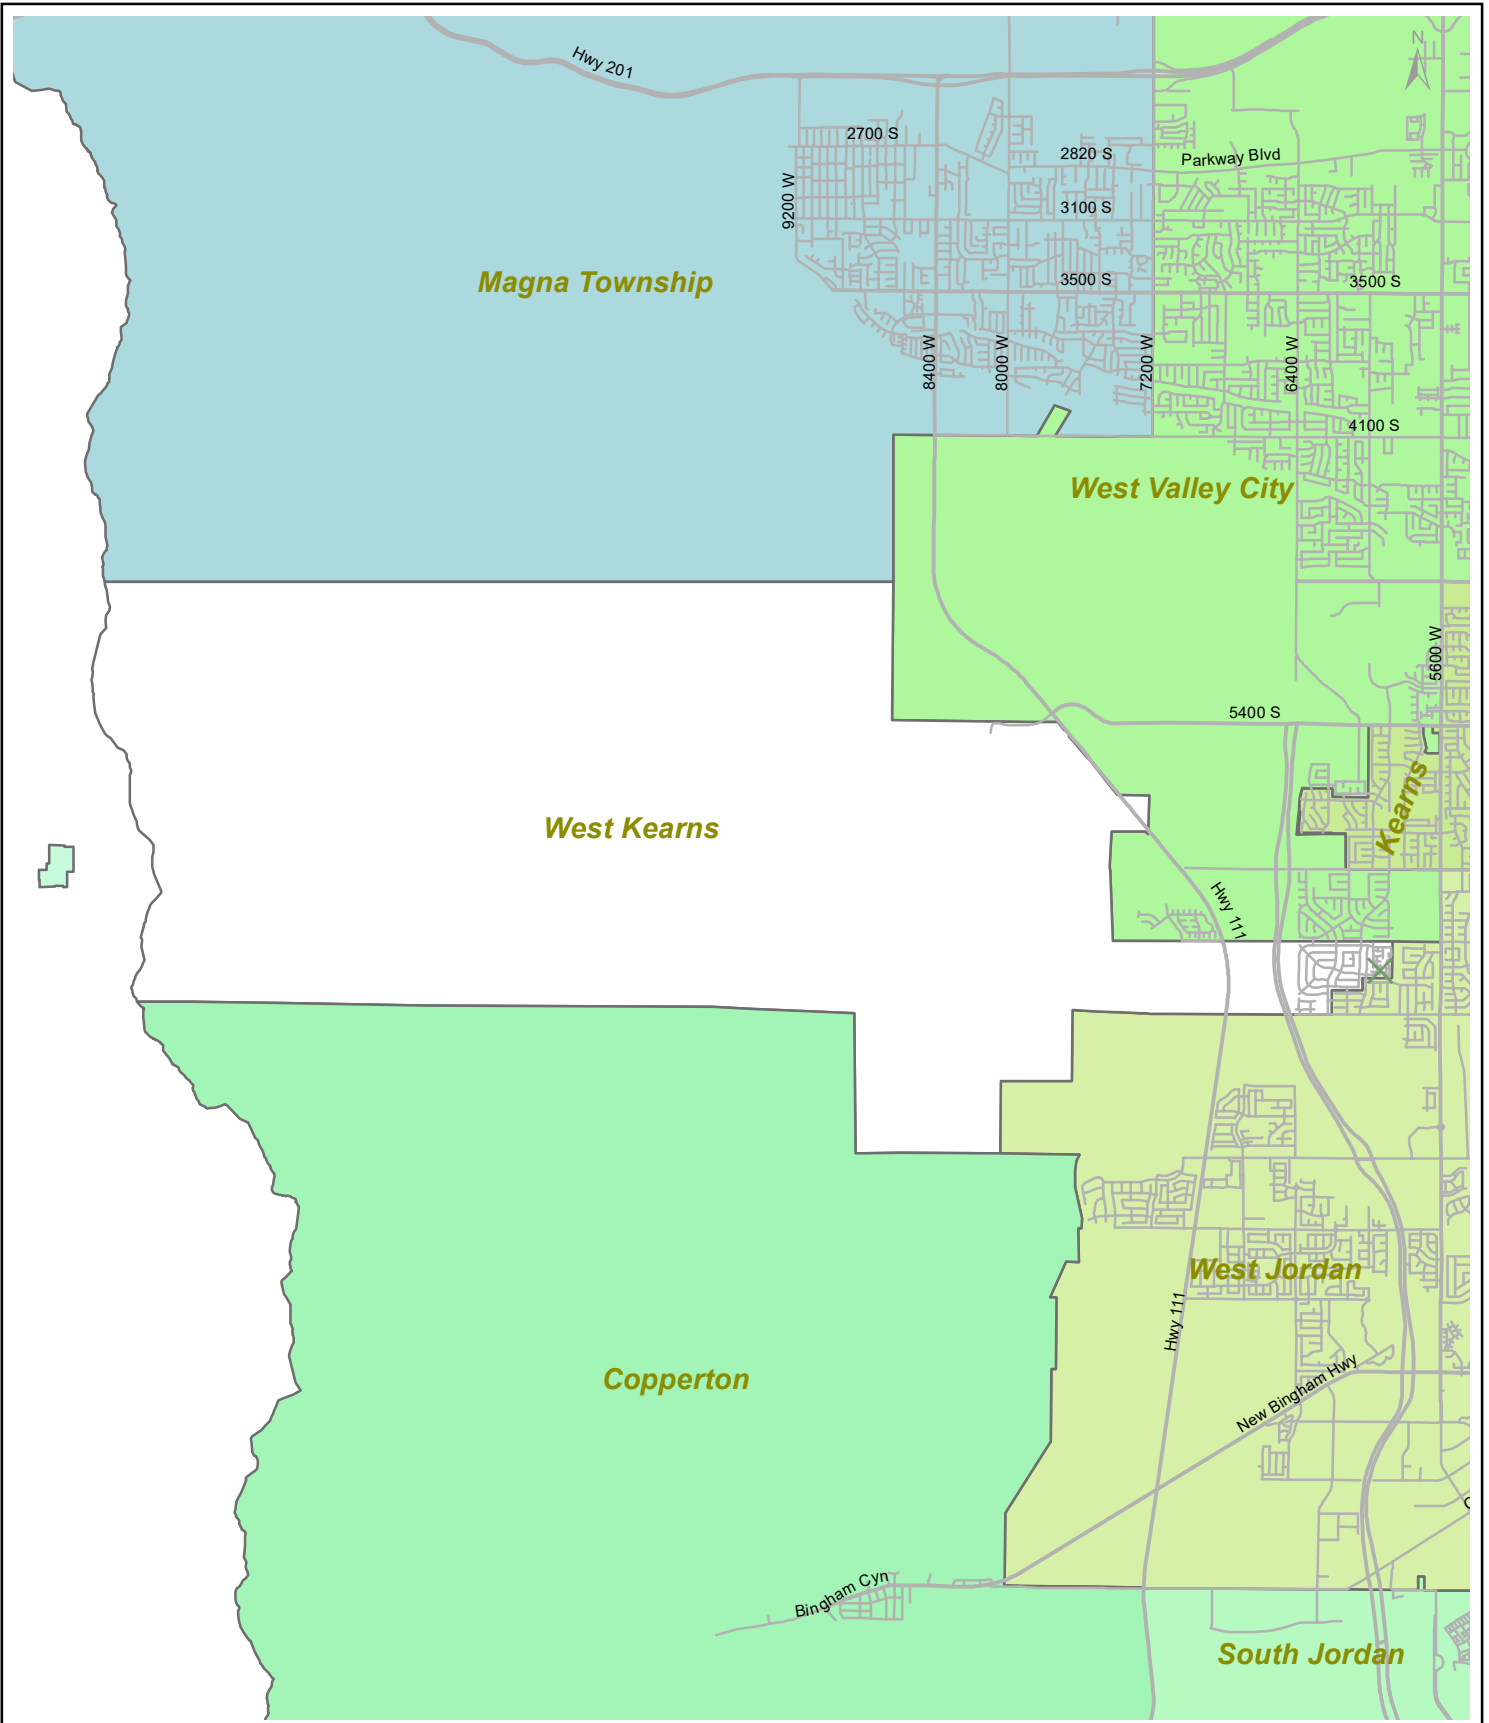 N
Hwy 201
2700 S
2820 S
Parkway Blvd
9200 W
3100 S
Magna Township
3500 S
3500 S
8400 W
8000 W
7200 W
6400 W
4100 S
West Valley City
5600 W
5400 S
Kearns
West Kearns
Hwy 111
West Jordan
Hwy 111
Copperton
New Bingham Hwy
Bingham Cyn
South Jordan